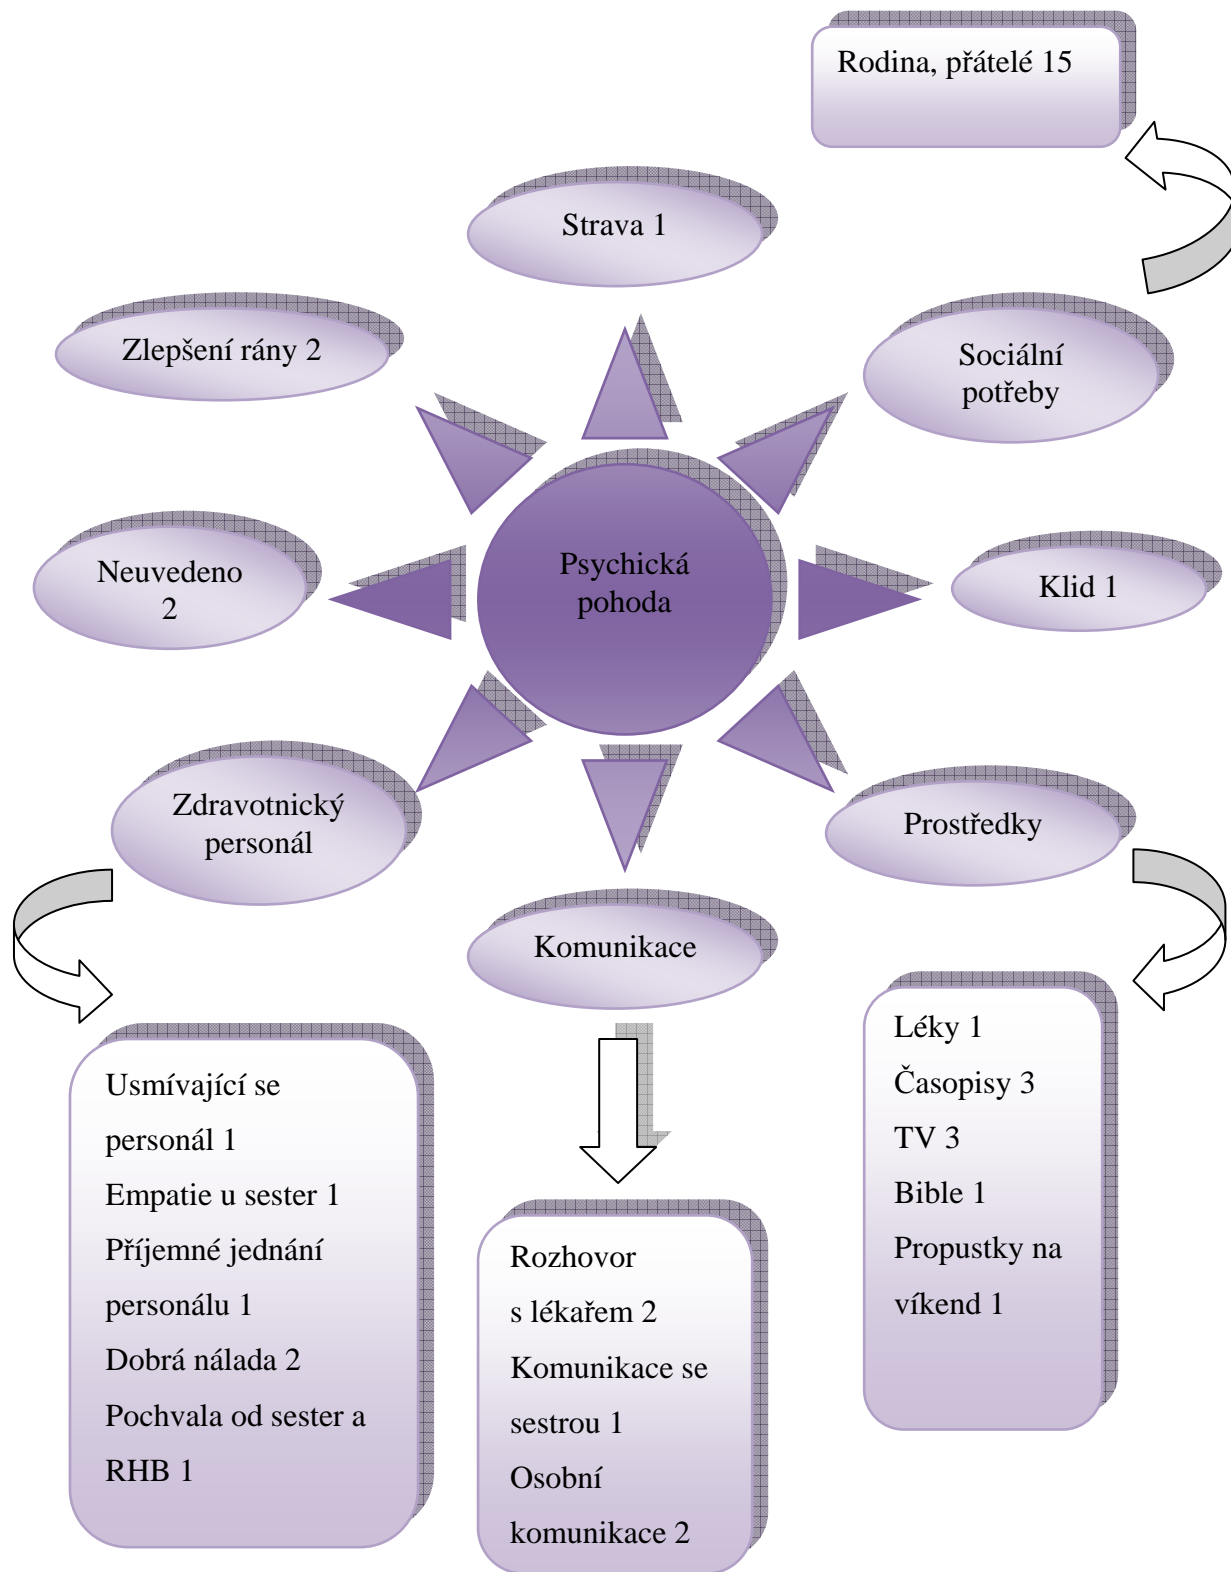 Rodina, přátelé 15
Strava 1
Zlepšení rány 2
Sociální
potřeby
Neuvedeno
2
Psychická
pohoda
Klid 1
Zdravotnický
personál
Prostředky
Komunikace
Usmívající se
personál 1
Empatie u sester 1
Příjemné jednání
personálu 1
Dobrá nálada 2
Pochvala od sester a
RHB 1
Rozhovor
s lékařem 2
Komunikace se
sestrou 1
Osobní
komunikace 2
Léky 1
Časopisy 3
TV 3
Bible 1
Propustky na
víkend 1